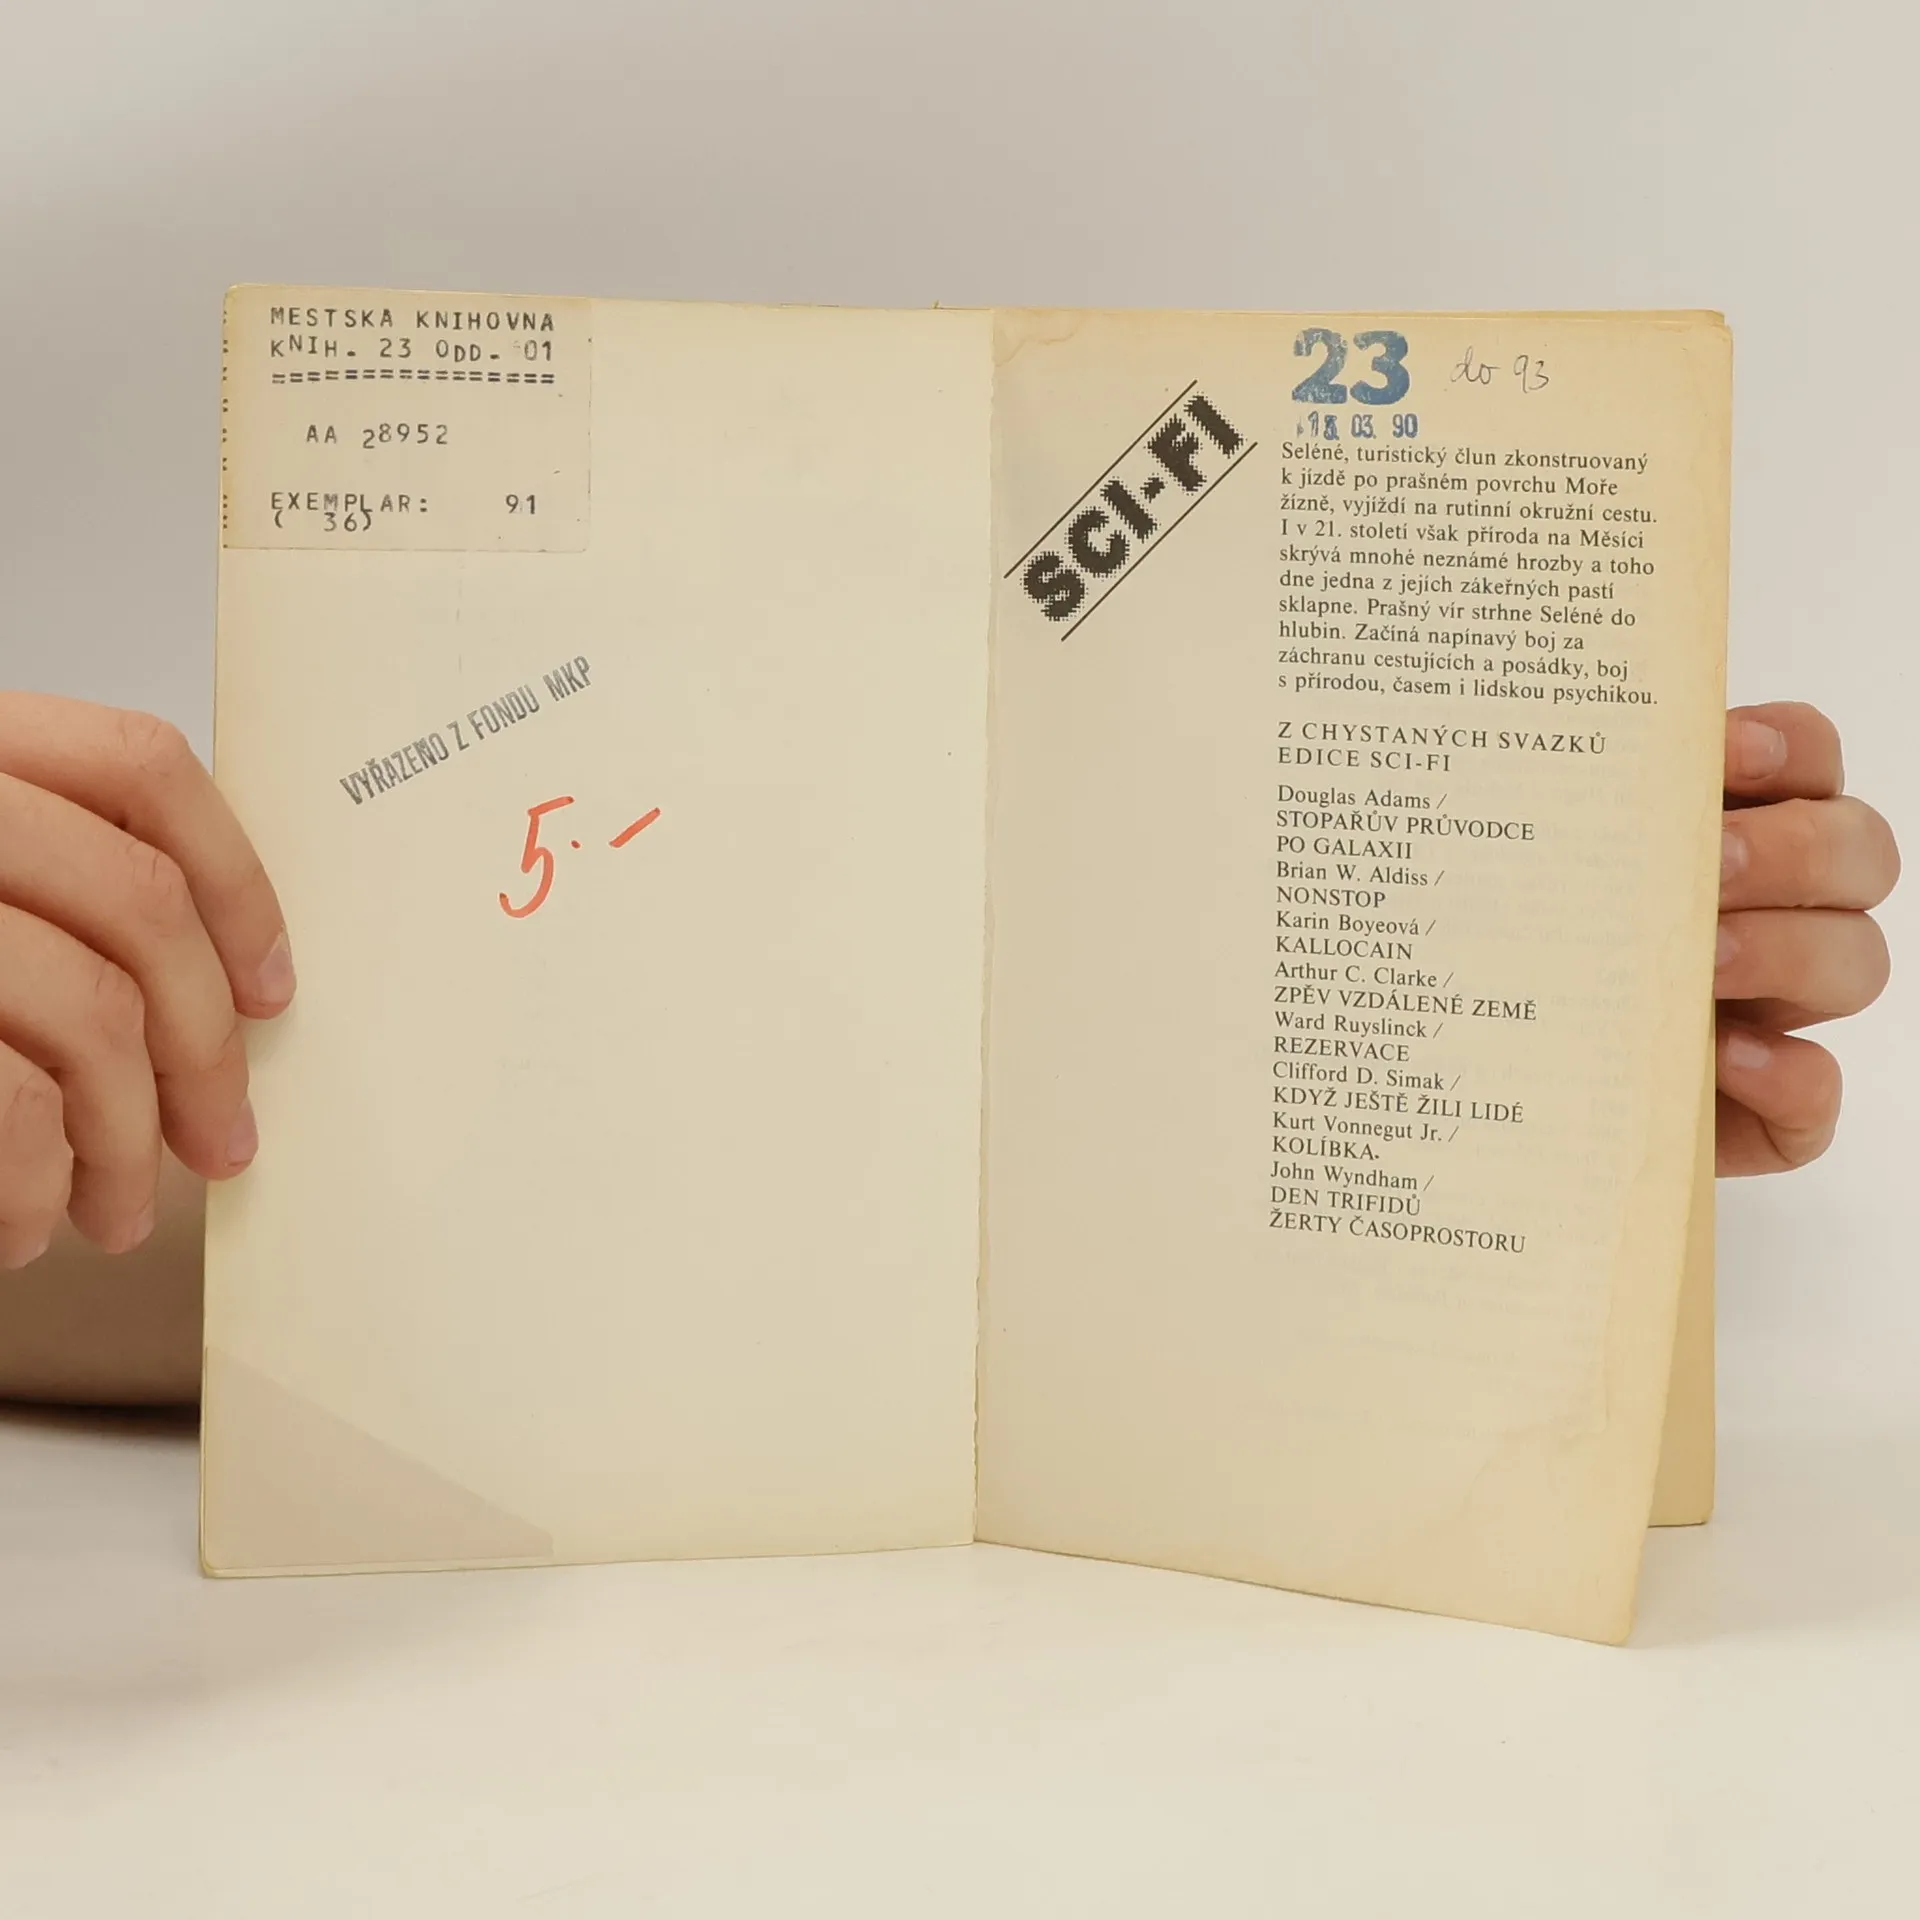 MESTSKA KNIHOVNA
KNIH. 23 ODD. 01
================
AA 28952
EXEMPLAR: 91
( 36)
VYŘAZENO Z FONDU MKP
5.–
SCI-FI
23 do 93
03. 90
Seléné, turistický člun zkonstruovaný
k jízdě po prašném povrchu Moře
žízně, vyjíždí na rutinní okružní cestu.
I v 21. století však příroda na Měsíci
skrývá mnohé neznámé hrozby a toho
dne jedna z jejích zákeřných pastí
sklapne. Prašný vír strhne Seléné do
hlubin. Začíná napínavý boj za
záchranu cestujících a posádky, boj
s přírodou, časem i lidskou psychikou.
Z CHYSTANÝCH SVAZKŮ
EDICE SCI-FI
Douglas Adams /
STOPAŘŮV PRŮVODCE
PO GALAXII
Brian W. Aldiss /
NONSTOP
Karin Boyeová /
KALLOCAIN
Arthur C. Clarke /
ZPĚV VZDÁLENÉ ZEMĚ
Ward Ruyslinck /
REZERVACE
Clifford D. Simak /
KDYŽ JEŠTĚ ŽILI LIDÉ
Kurt Vonnegut Jr. /
KOLÍBKA.
John Wyndham /
DEN TRIFIDŮ
ŽERTY ČASOPROSTORU